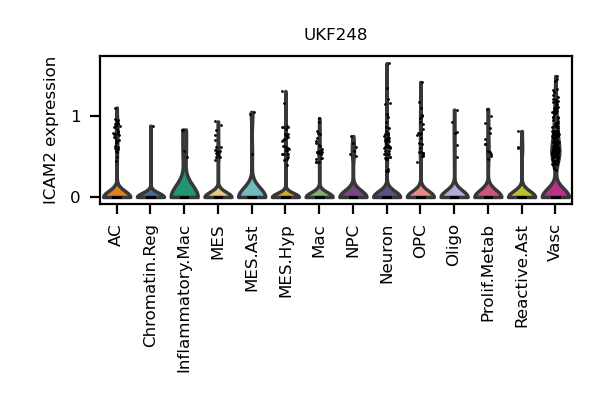 UKF248
ICAM2 expression
1
0
AC
Chromatin.Reg
Inflammatory.Mac
MES
MES.Ast
MES.Hyp
Mac
NPC
Neuron
OPC
Oligo
Prolif.Metab
Reactive.Ast
Vasc